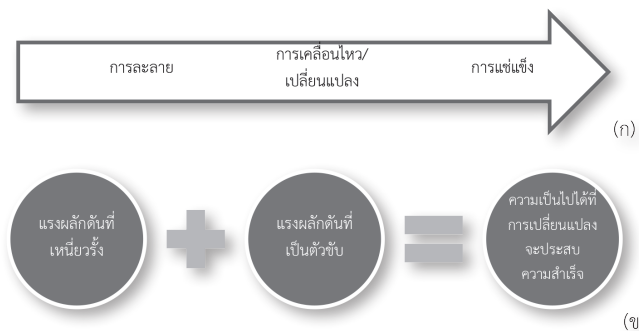 การละลาย
การเคลื่อนไหว/
เปลี่ยนแปลง
การแช่แข็ง
(ก)
แรงผลักดันที่
เหนี่ยวรั้ง
แรงผลักดันที่
เป็นตัวขับ
ความเป็นไปได้ที่
การเปลี่ยนแปลง
จะประสบ
ความสำเร็จ
(ข